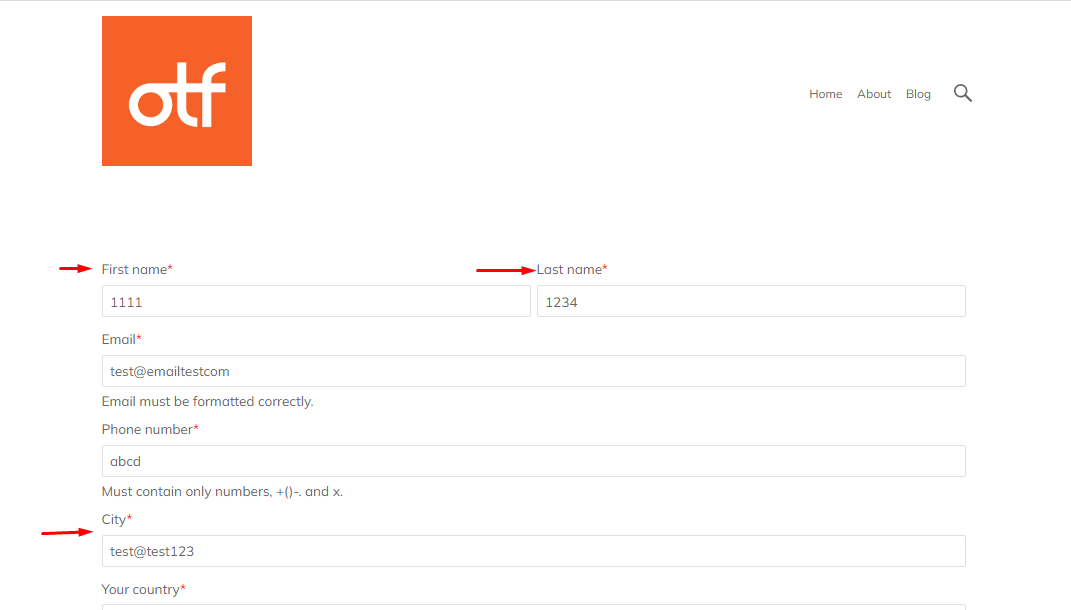 otf
Home About Blog
First name* Last name*
1111 1234
Email*
test@emailtestcom
Email must be formatted correctly.
Phone number*
abcd
Must contain only numbers, +()-. and x.
City*
test@test123
Your country*